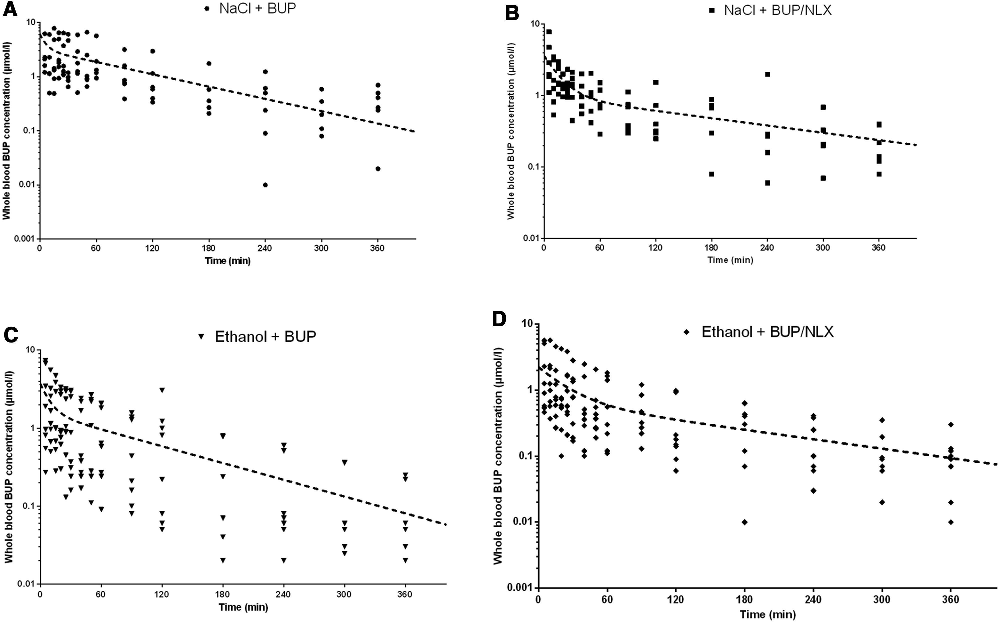 A
NaCl + BUP
Whole blood BUP concentration (µmol/l)
10
1
0.1
0.01
0.001
0 60 120 180 240 300 360
Time (min)
B
NaCl + BUP/NLX
Whole blood BUP concentration (µmol/l)
10
1
0.1
0.01
0 60 120 180 240 300 360
Time (min)
C
Ethanol + BUP
Whole blood BUP concentration (µmol/l)
10
1
0.1
0.01
0 60 120 180 240 300 360
Time (min)
D
Ethanol + BUP/NLX
Whole blood BUP concentration (µmol/l)
10
1
0.1
0.01
0.001
0 60 120 180 240 300 360
Time (min)